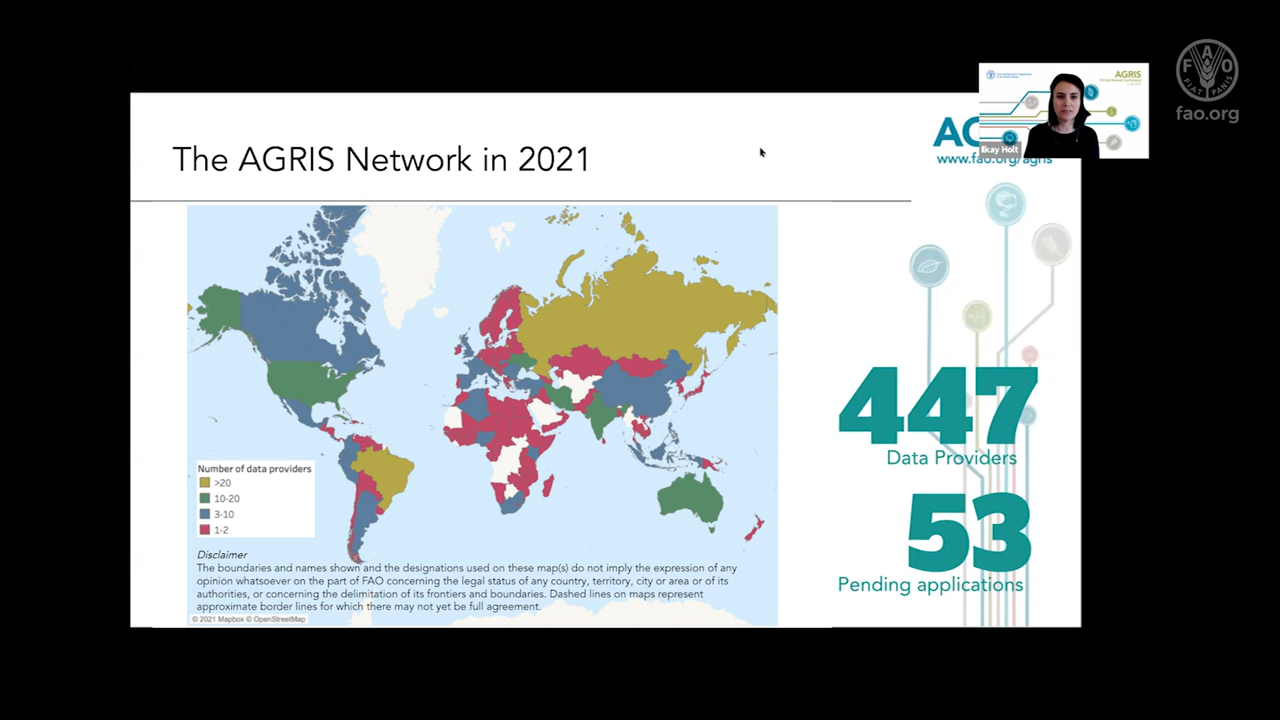 The AGRIS Network in 2021
AGRIS
Ilkay Holt
www.fao.org/agris
FAO
FIAT PANIS
fao.org
Number of data providers
>20
10-20
3-10
1-2
Disclaimer
The boundaries and names shown and the designations used on these map(s) do not imply the expression of any
opinion whatsoever on the part of FAO concerning the legal status of any country, territory, city or area or of its
authorities, or concerning the delimitation of its frontiers and boundaries. Dashed lines on maps represent
approximate border lines for which there may not yet be full agreement.
© 2021 Mapbox © OpenStreetMap
447
Data Providers
53
Pending applications